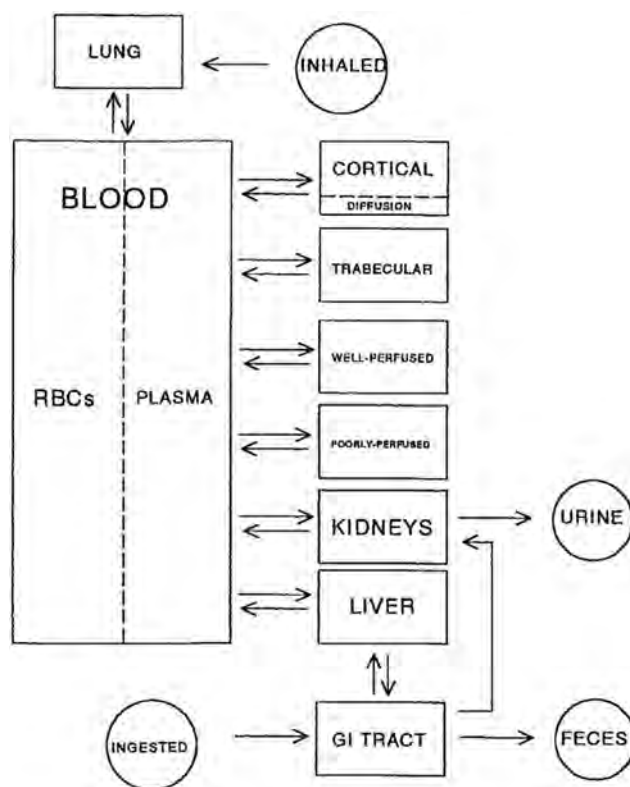 LUNG
INHALED
BLOOD
RBCs
PLASMA
CORTICAL
DIFFUSION
TRABECULAR
WELL-PERFUSED
POORLY-PERFUSED
KIDNEYS
URINE
LIVER
INGESTED
GI TRACT
FECES